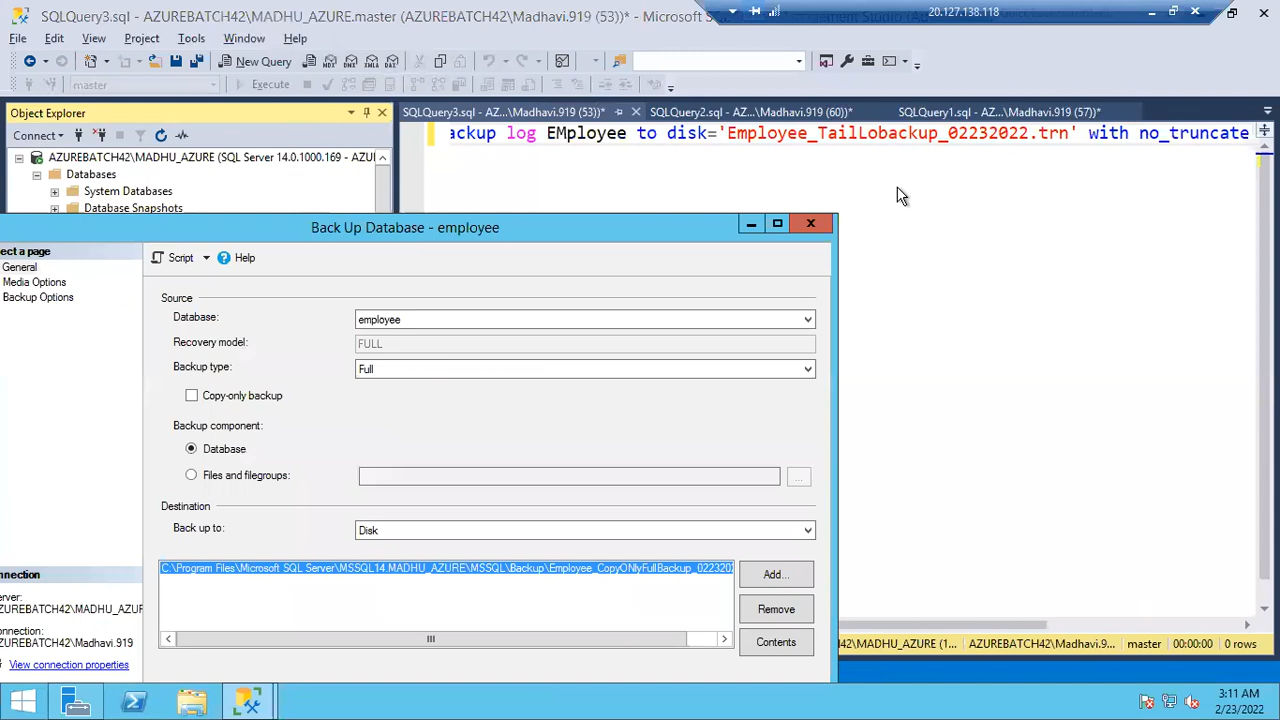 SQLQuery3.sql - AZUREBATCH42\MADHU_AZURE.master (AZUREBATCH42\Madhavi.919 (53))* - Microsoft SQL
20.127.138.118
File Edit View Project Tools Window Help
New Query
master Execute
Object Explorer
SQLQuery3.sql - AZ...\Madhavi.919 (53))* SQLQuery2.sql - AZ...\Madhavi.919 (60))* SQLQuery1.sql - AZ...\Madhavi.919 (57))*
Connect
ackup log EMployee to disk='Employee_TailLobackup_02232022.trn' with no_truncate
AZUREBATCH42\MADHU_AZURE (SQL Server 14.0.1000.169 - AZU
Databases
System Databases
Database Snapshots
Back Up Database - employee
ect a page
General
Media Options
Backup Options
Script Help
Source
Database: employee
Recovery model: FULL
Backup type: Full
Copy-only backup
Backup component:
Database
Files and filegroups: ...
Destination
Back up to: Disk
C:\Program Files\Microsoft SQL Server\MSSQL14.MADHU_AZURE\MSSQL\Backup\Employee_CopyONlyFullBackup_022320
Add...
Remove
Contents
onnection
erver:
ZUREBATCH42\MADHU_AZUR
onnection:
ZUREBATCH42\Madhavi.919
View connection properties
42\MADHU_AZURE (1... AZUREBATCH42\Madhavi.9... master 00:00:00 0 rows
3:11 AM
2/23/2022